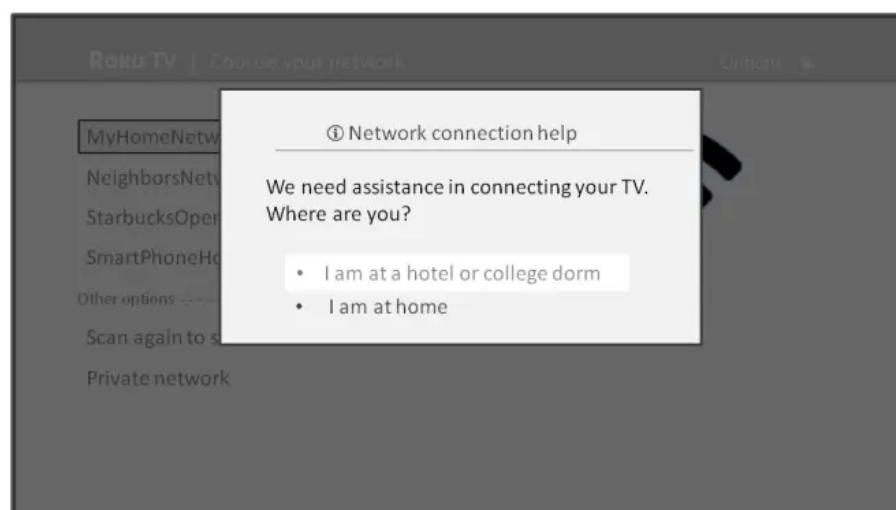 Roku TV | Choose your network
Options
MyHomeNetw
NeighborsNetw
StarbucksOper
SmartPhoneHo
Other options
Scan again to s
Private network
ⓘ Network connection help
We need assistance in connecting your TV.
Where are you?
• I am at a hotel or college dorm
• I am at home